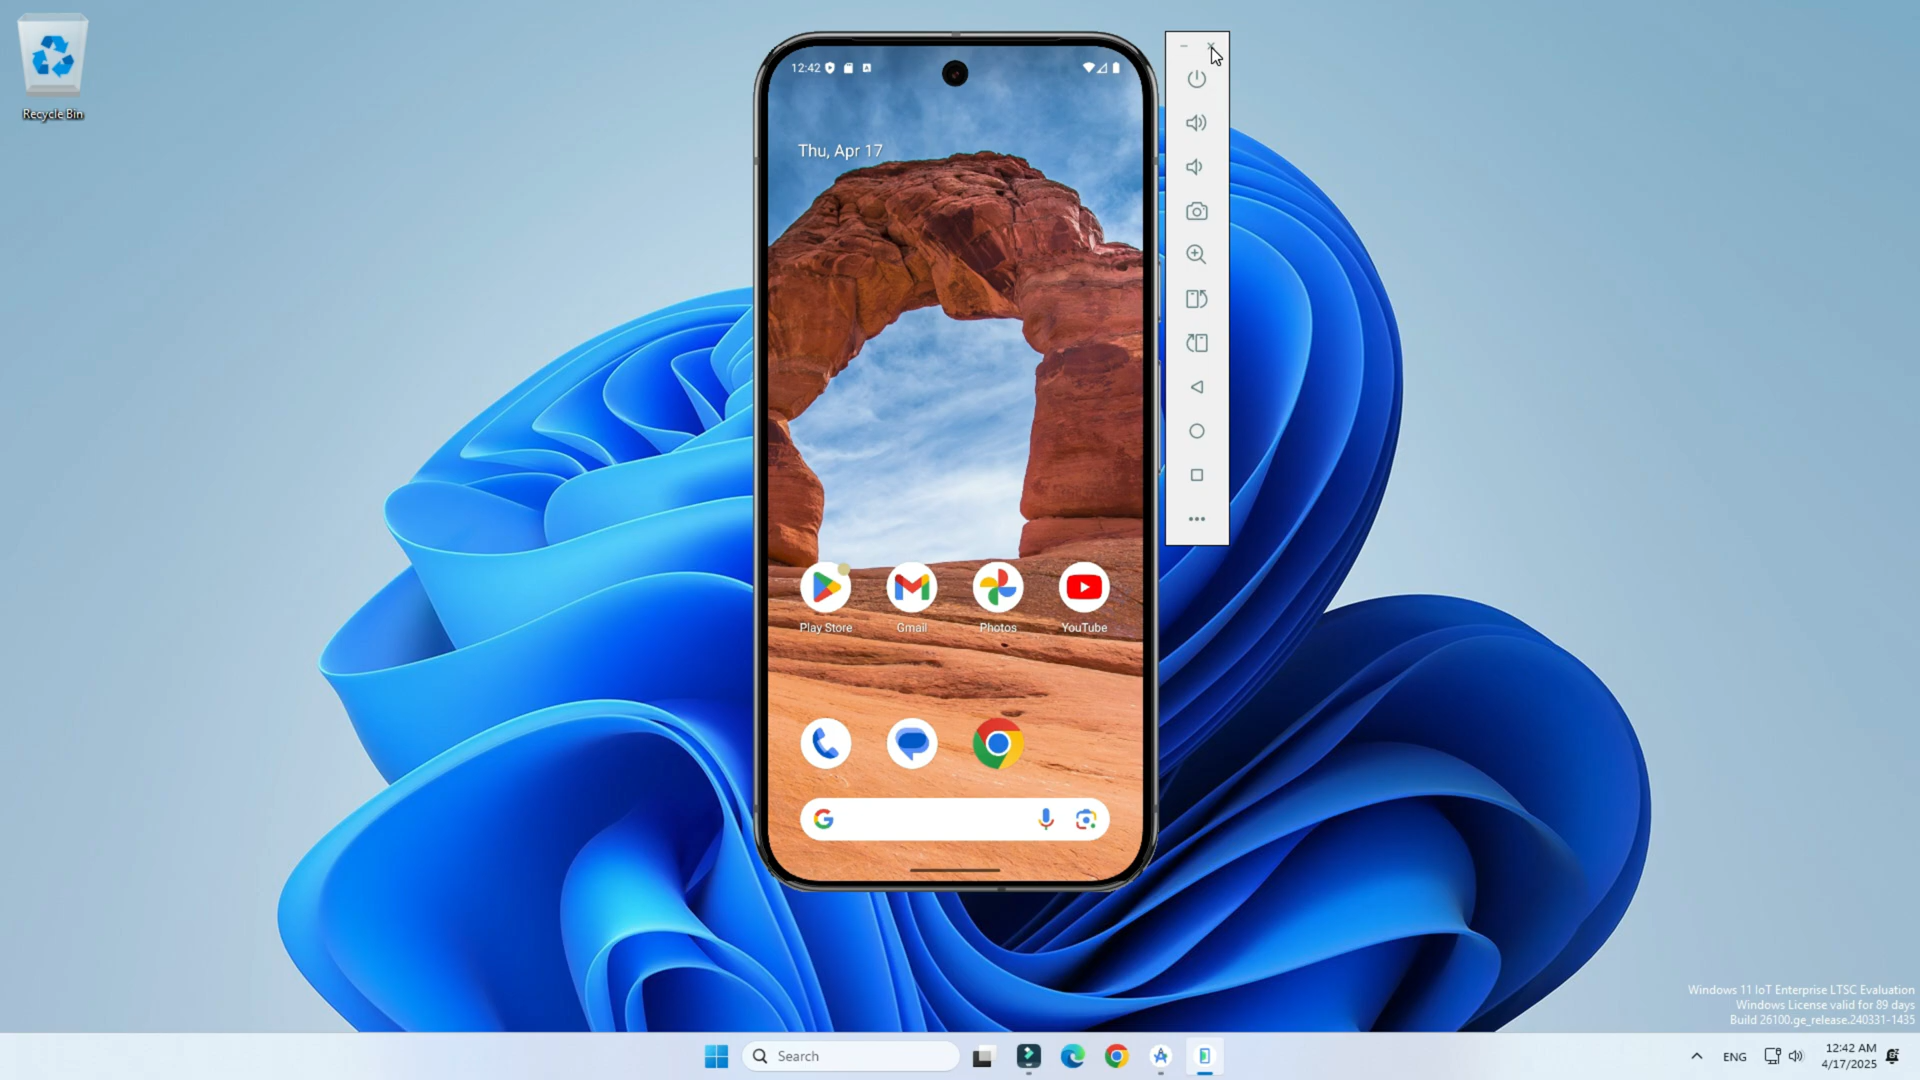 Recycle Bin
12:42
Thu, Apr 17
Play Store
Gmail
Photos
YouTube
Windows 11 IoT Enterprise LTSC Evaluation
Windows License valid for 89 days
Build 26100.ge_release.240331-1435
Search
ENG
12:42 AM
4/17/2025